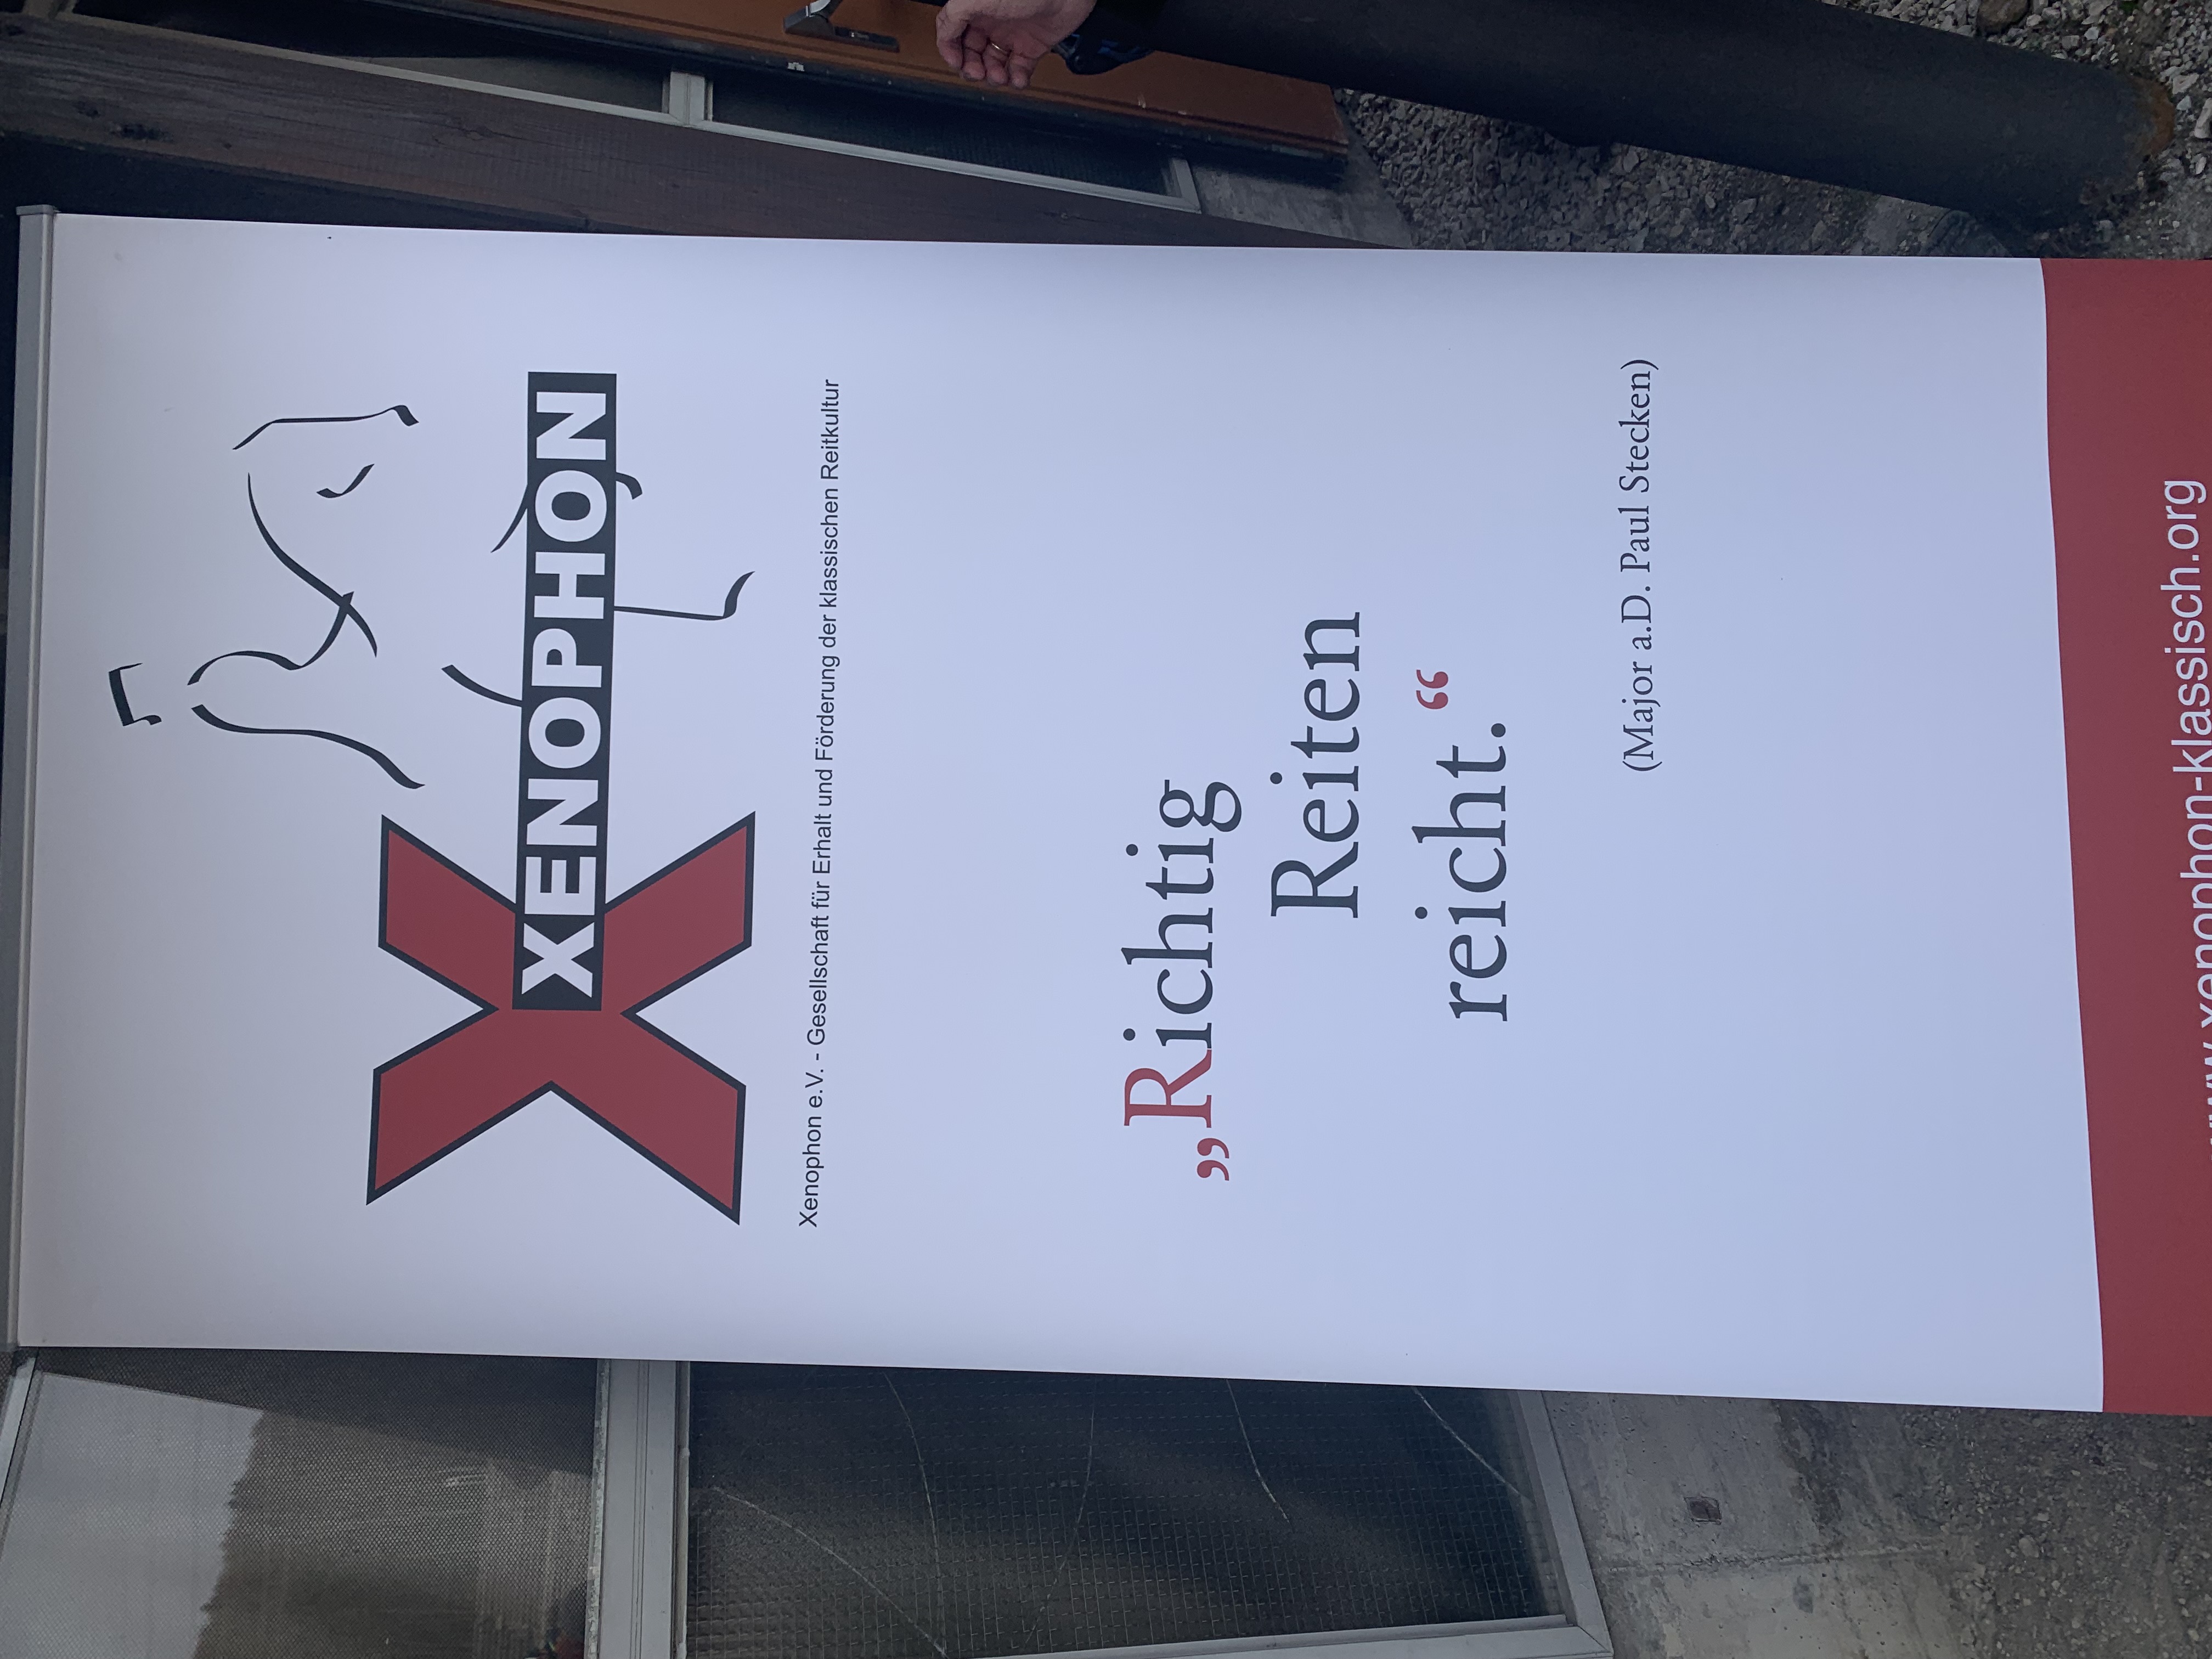 XENOPHON
Xenophon e.V. - Gesellschaft für Erhalt und Förderung der klassischen Reitkultur
„Richtig
Reiten
reicht.“
(Major a.D. Paul Stecken)
www.xenophon-klassisch.org